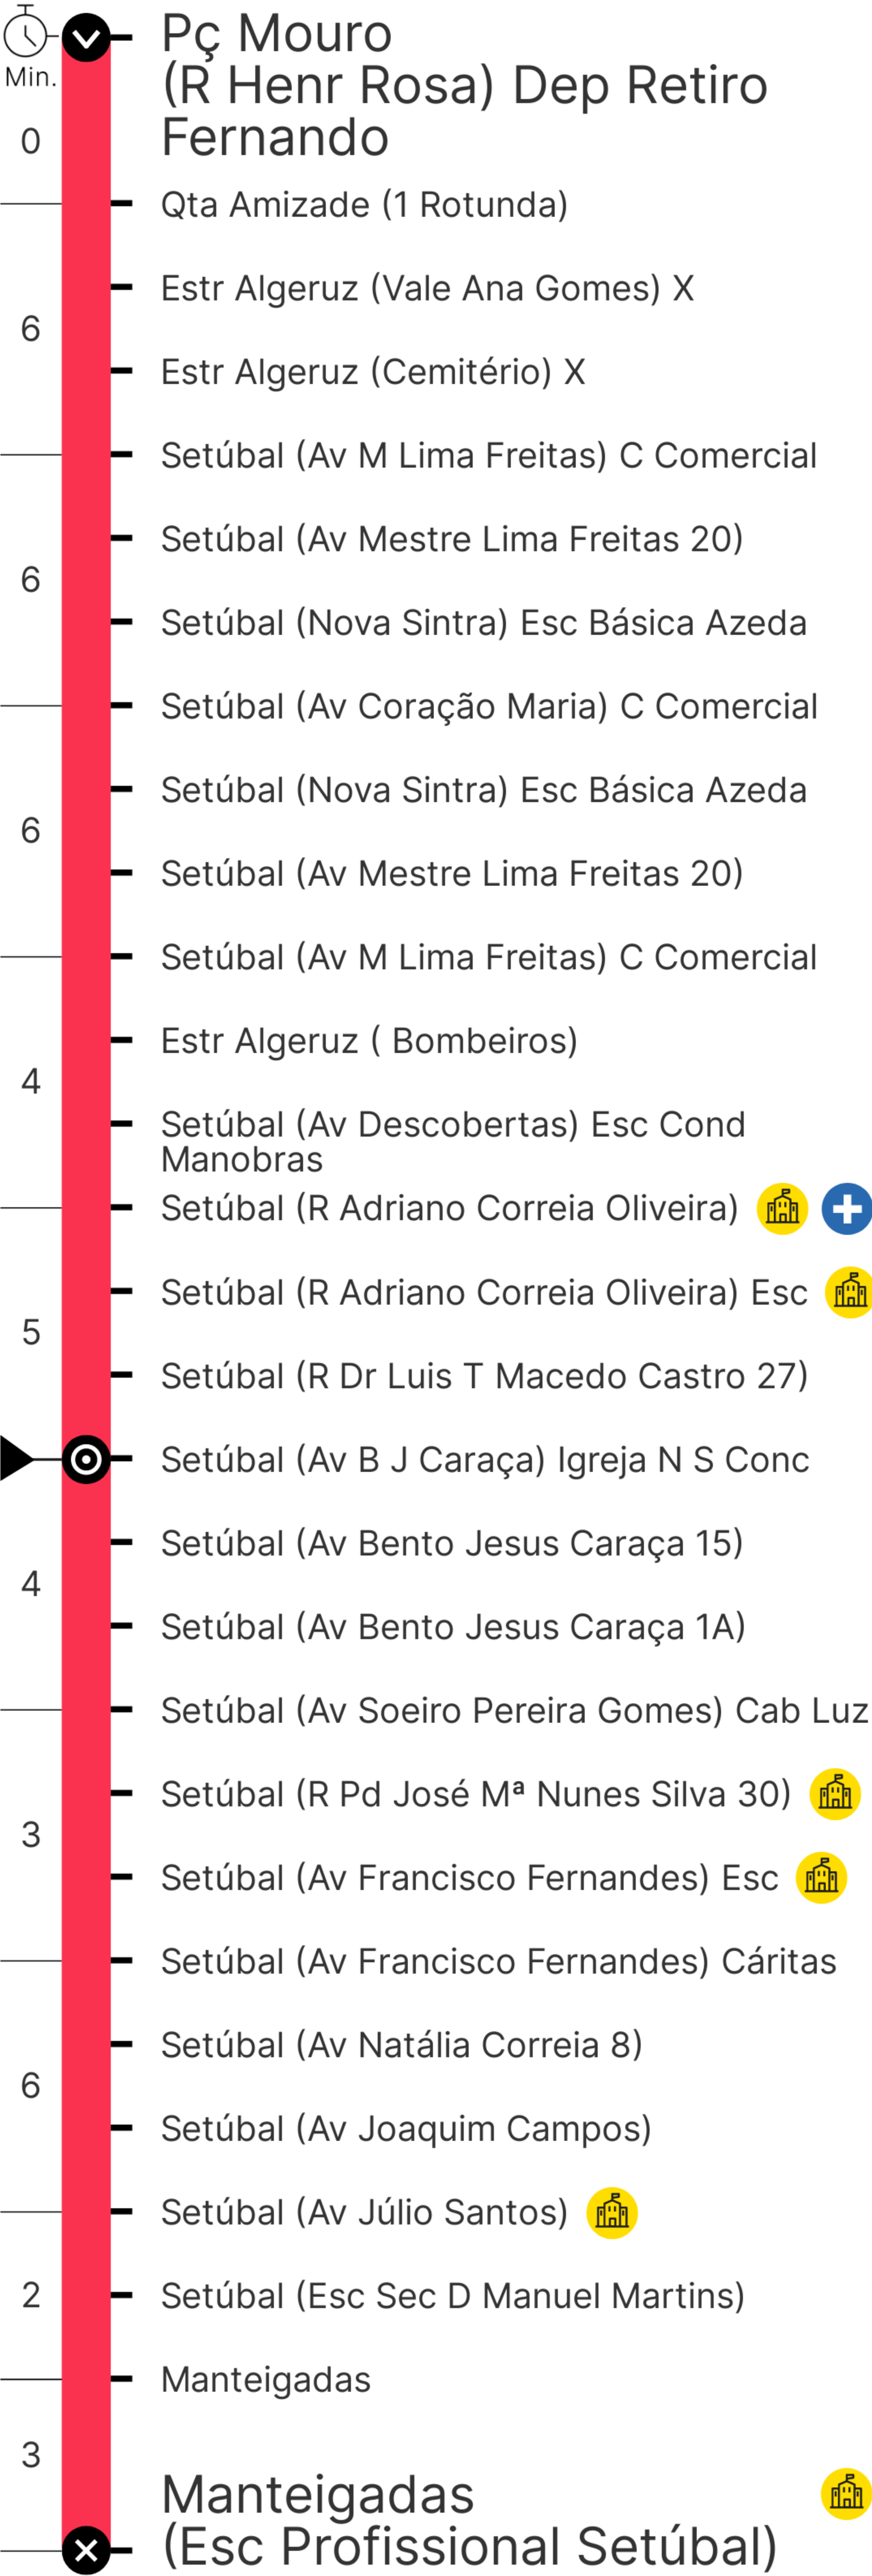 Pç Mouro
(R Henr Rosa) Dep Retiro
Fernando
Min.
0
Qta Amizade (1 Rotunda)
Estr Algeruz (Vale Ana Gomes) X
6
Estr Algeruz (Cemitério) X
Setúbal (Av M Lima Freitas) C Comercial
Setúbal (Av Mestre Lima Freitas 20)
6
Setúbal (Nova Sintra) Esc Básica Azeda
Setúbal (Av Coração Maria) C Comercial
Setúbal (Nova Sintra) Esc Básica Azeda
6
Setúbal (Av Mestre Lima Freitas 20)
Setúbal (Av M Lima Freitas) C Comercial
Estr Algeruz ( Bombeiros)
4
Setúbal (Av Descobertas) Esc Cond
Manobras
Setúbal (R Adriano Correia Oliveira)
Setúbal (R Adriano Correia Oliveira) Esc
5
Setúbal (R Dr Luis T Macedo Castro 27)
Setúbal (Av B J Caraça) Igreja N S Conc
Setúbal (Av Bento Jesus Caraça 15)
4
Setúbal (Av Bento Jesus Caraça 1A)
Setúbal (Av Soeiro Pereira Gomes) Cab Luz
Setúbal (R Pd José Mª Nunes Silva 30)
3
Setúbal (Av Francisco Fernandes) Esc
Setúbal (Av Francisco Fernandes) Cáritas
Setúbal (Av Natália Correia 8)
6
Setúbal (Av Joaquim Campos)
Setúbal (Av Júlio Santos)
2
Setúbal (Esc Sec D Manuel Martins)
Manteigadas
3
Manteigadas
(Esc Profissional Setúbal)